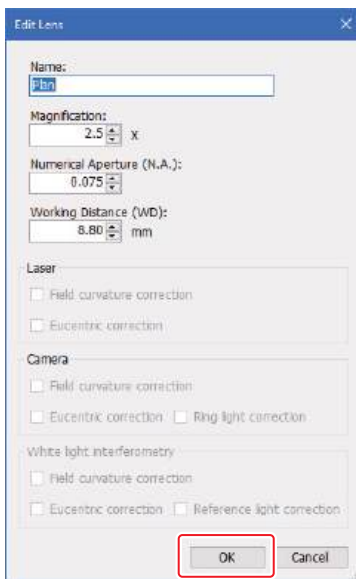 Edit Lens
Name:
Plan
Magnification:
2.5 x
Numerical Aperture (N.A.):
0.075
Working Distance (WD):
8.80 mm
Laser
Field curvature correction
Eucentric correction
Camera
Field curvature correction
Eucentric correction Ring light correction
White light interferometry
Field curvature correction
Eucentric correction Reference light correction
OK Cancel